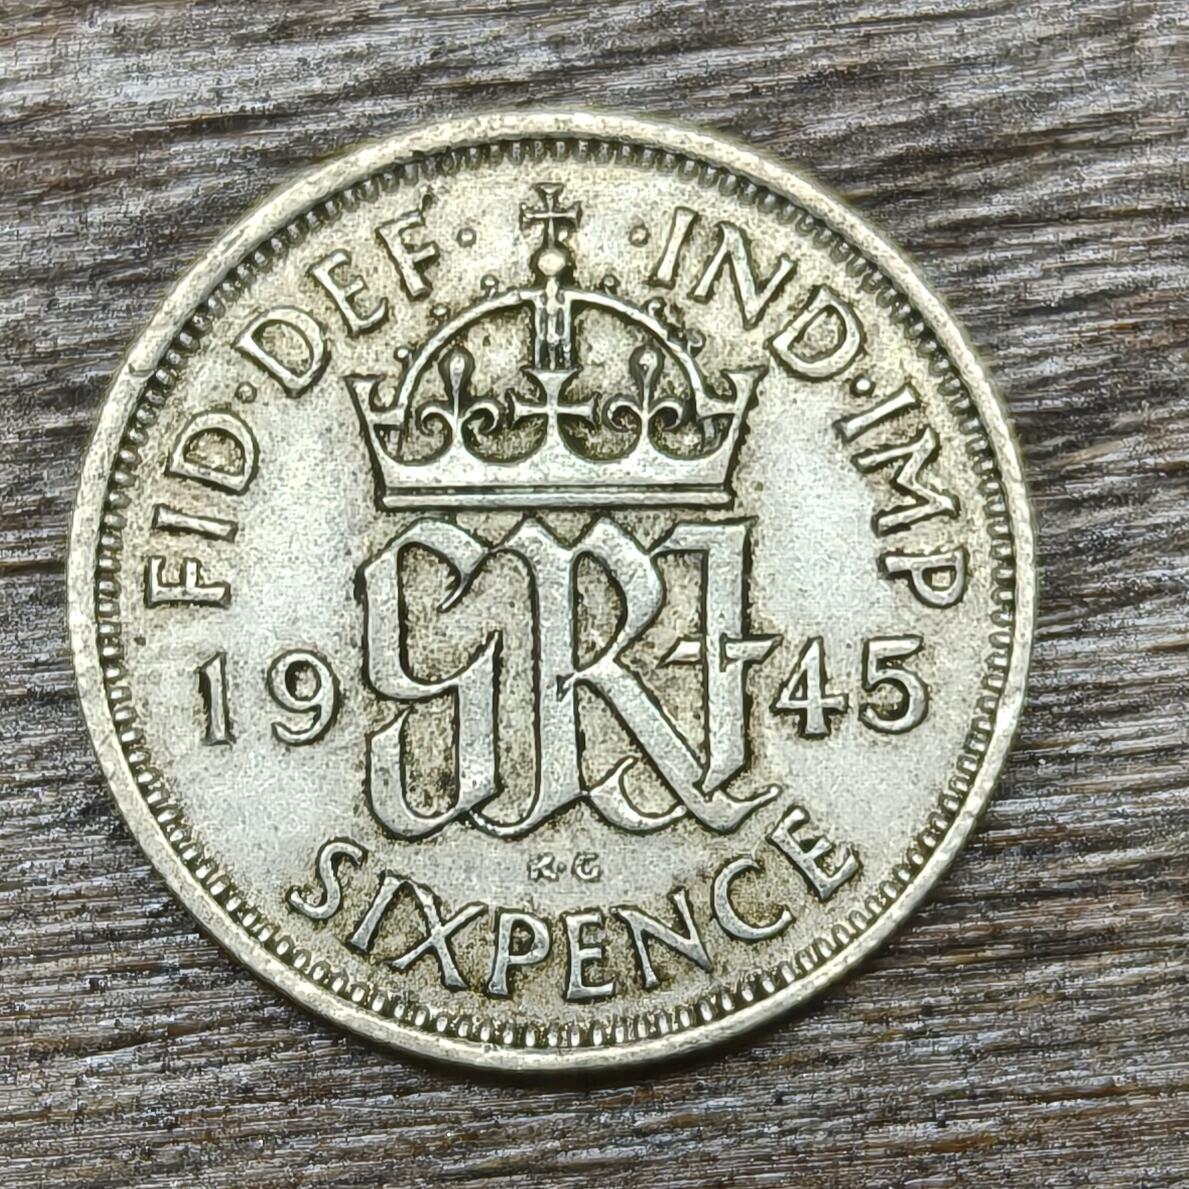 FID·DEF· ·IND·IMP
19 GRI 45
K·G
SIXPENCE